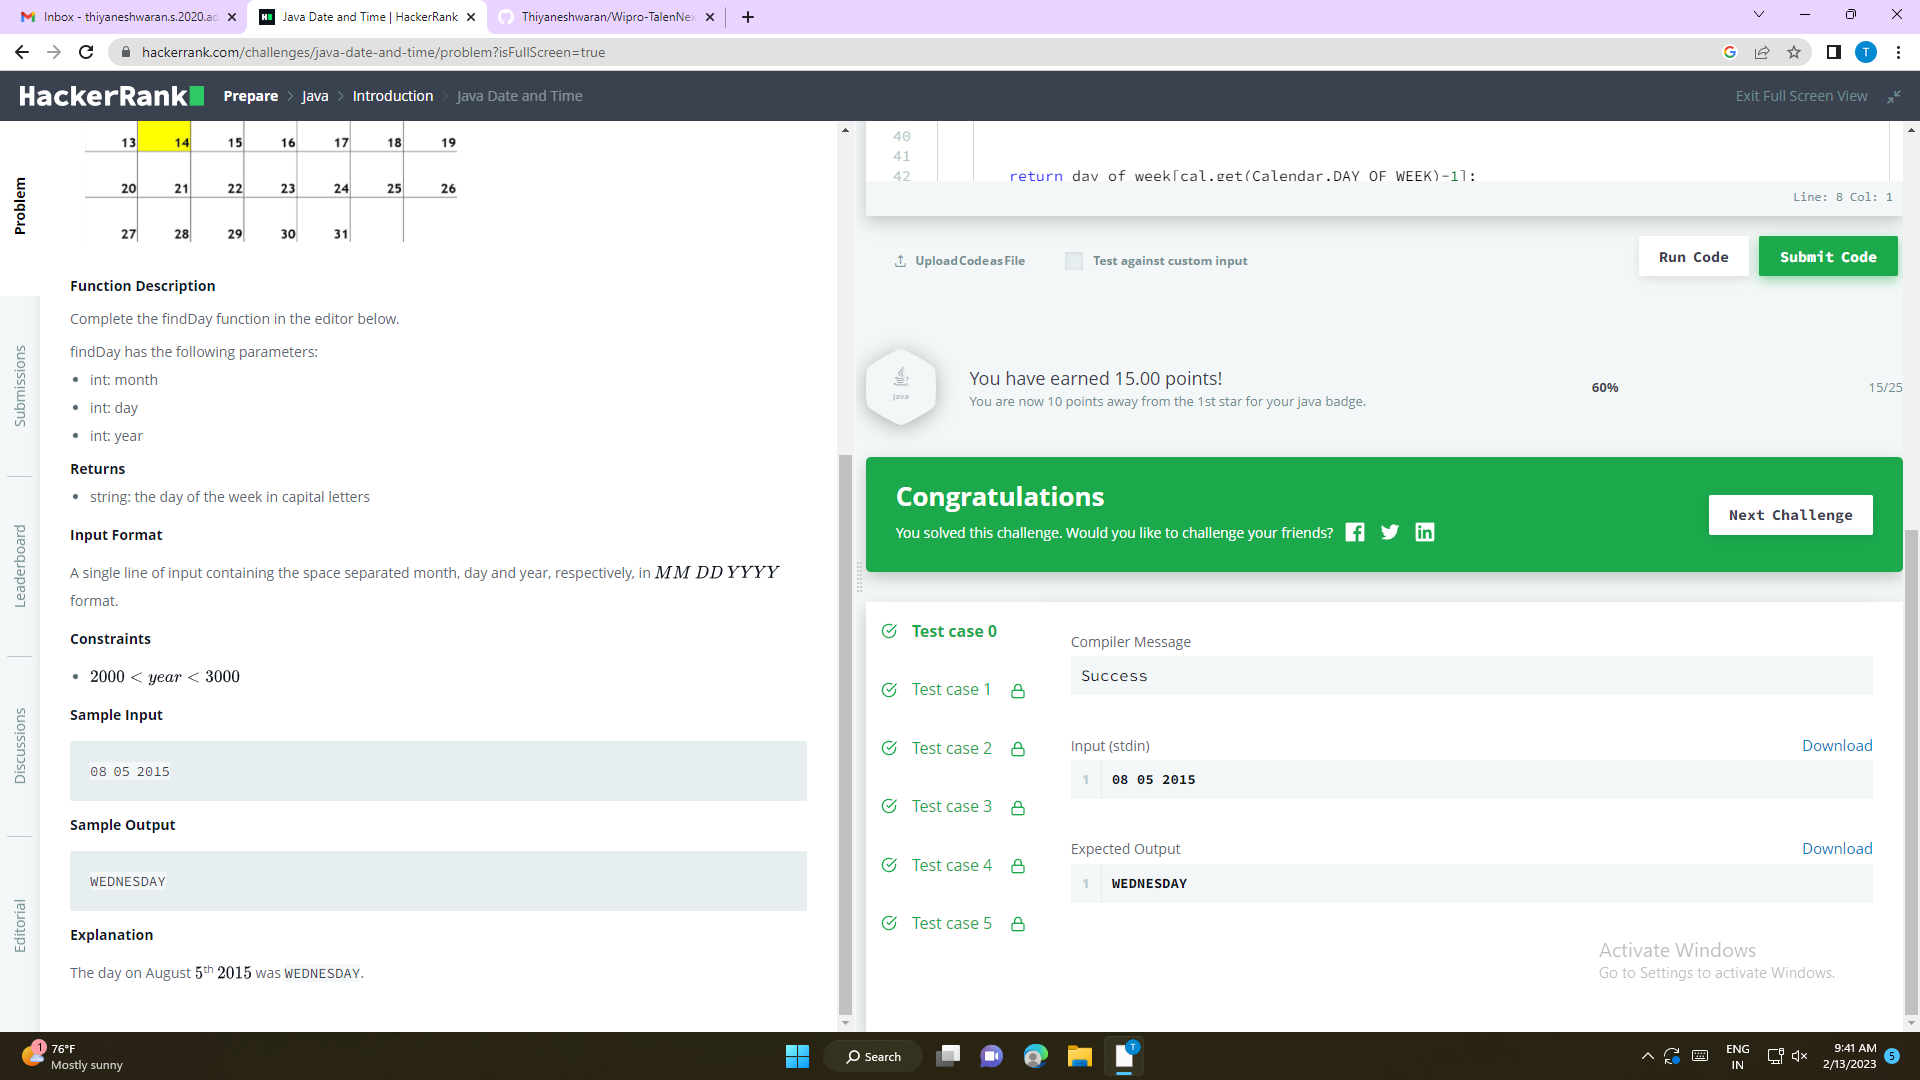 Inbox - thiyaneshwaran.s.2020.ad
Java Date and Time | HackerRank
Thiyaneshwaran/Wipro-TalenNex
hackerrank.com/challenges/java-date-and-time/problem?isFullScreen=true
T
HackerRank
Prepare > Java > Introduction > Java Date and Time
Exit Full Screen View
Problem
Submissions
Leaderboard
Discussions
Editorial
13 14 15 16 17 18 19
20 21 22 23 24 25 26
27 28 29 30 31
Function Description
Complete the findDay function in the editor below.
findDay has the following parameters:
• int: month
• int: day
• int: year
Returns
• string: the day of the week in capital letters
Input Format
A single line of input containing the space separated month, day and year, respectively, in MM DD YYYY
format.
Constraints
• 2000 < year < 3000
Sample Input
08 05 2015
Sample Output
WEDNESDAY
Explanation
The day on August 5th 2015 was WEDNESDAY.
40
41
42 return day_of_week[cal.get(Calendar.DAY_OF_WEEK)-1];
Line: 8 Col: 1
Upload Code as File
Test against custom input
Run Code
Submit Code
Java
You have earned 15.00 points!
You are now 10 points away from the 1st star for your java badge.
60%
15/25
Congratulations
You solved this challenge. Would you like to challenge your friends?
Next Challenge
Test case 0
Test case 1
Test case 2
Test case 3
Test case 4
Test case 5
Compiler Message
Success
Input (stdin)
Download
1 08 05 2015
Expected Output
Download
1 WEDNESDAY
Activate Windows
Go to Settings to activate Windows.
1
76°F
Mostly sunny
Search
T
ENG
IN
9:41 AM
2/13/2023
5